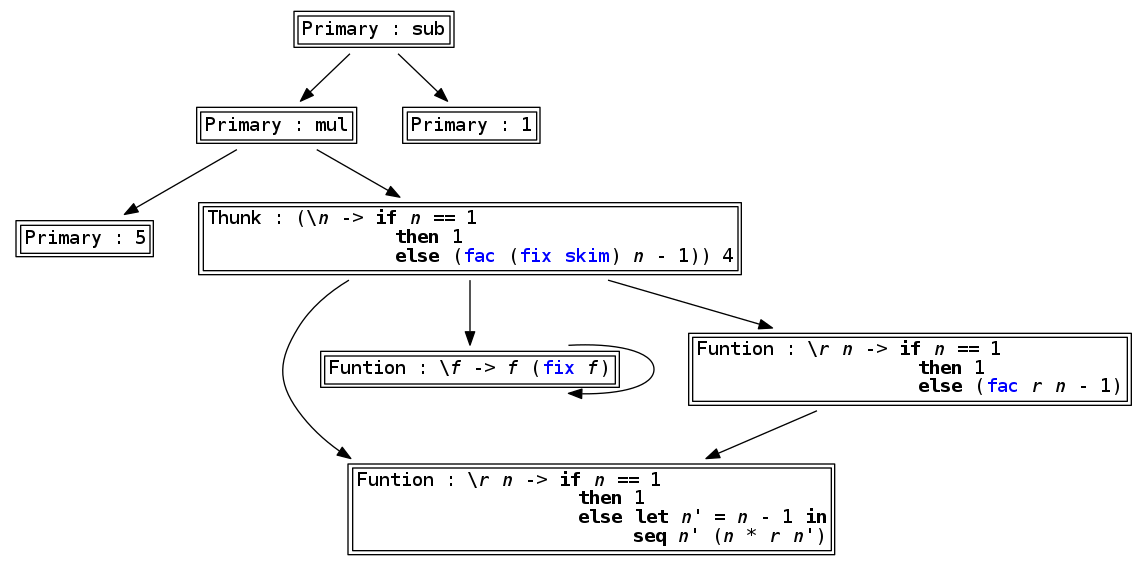 Primary : sub
Primary : mul
Primary : 1
Primary : 5
Thunk : (\n -> if n == 1
then 1
else (fac (fix skim) n - 1)) 4
Funtion : \f -> f (fix f)
Funtion : \r n -> if n == 1
then 1
else (fac r n - 1)
Funtion : \r n -> if n == 1
then 1
else let n' = n - 1 in
seq n' (n * r n')